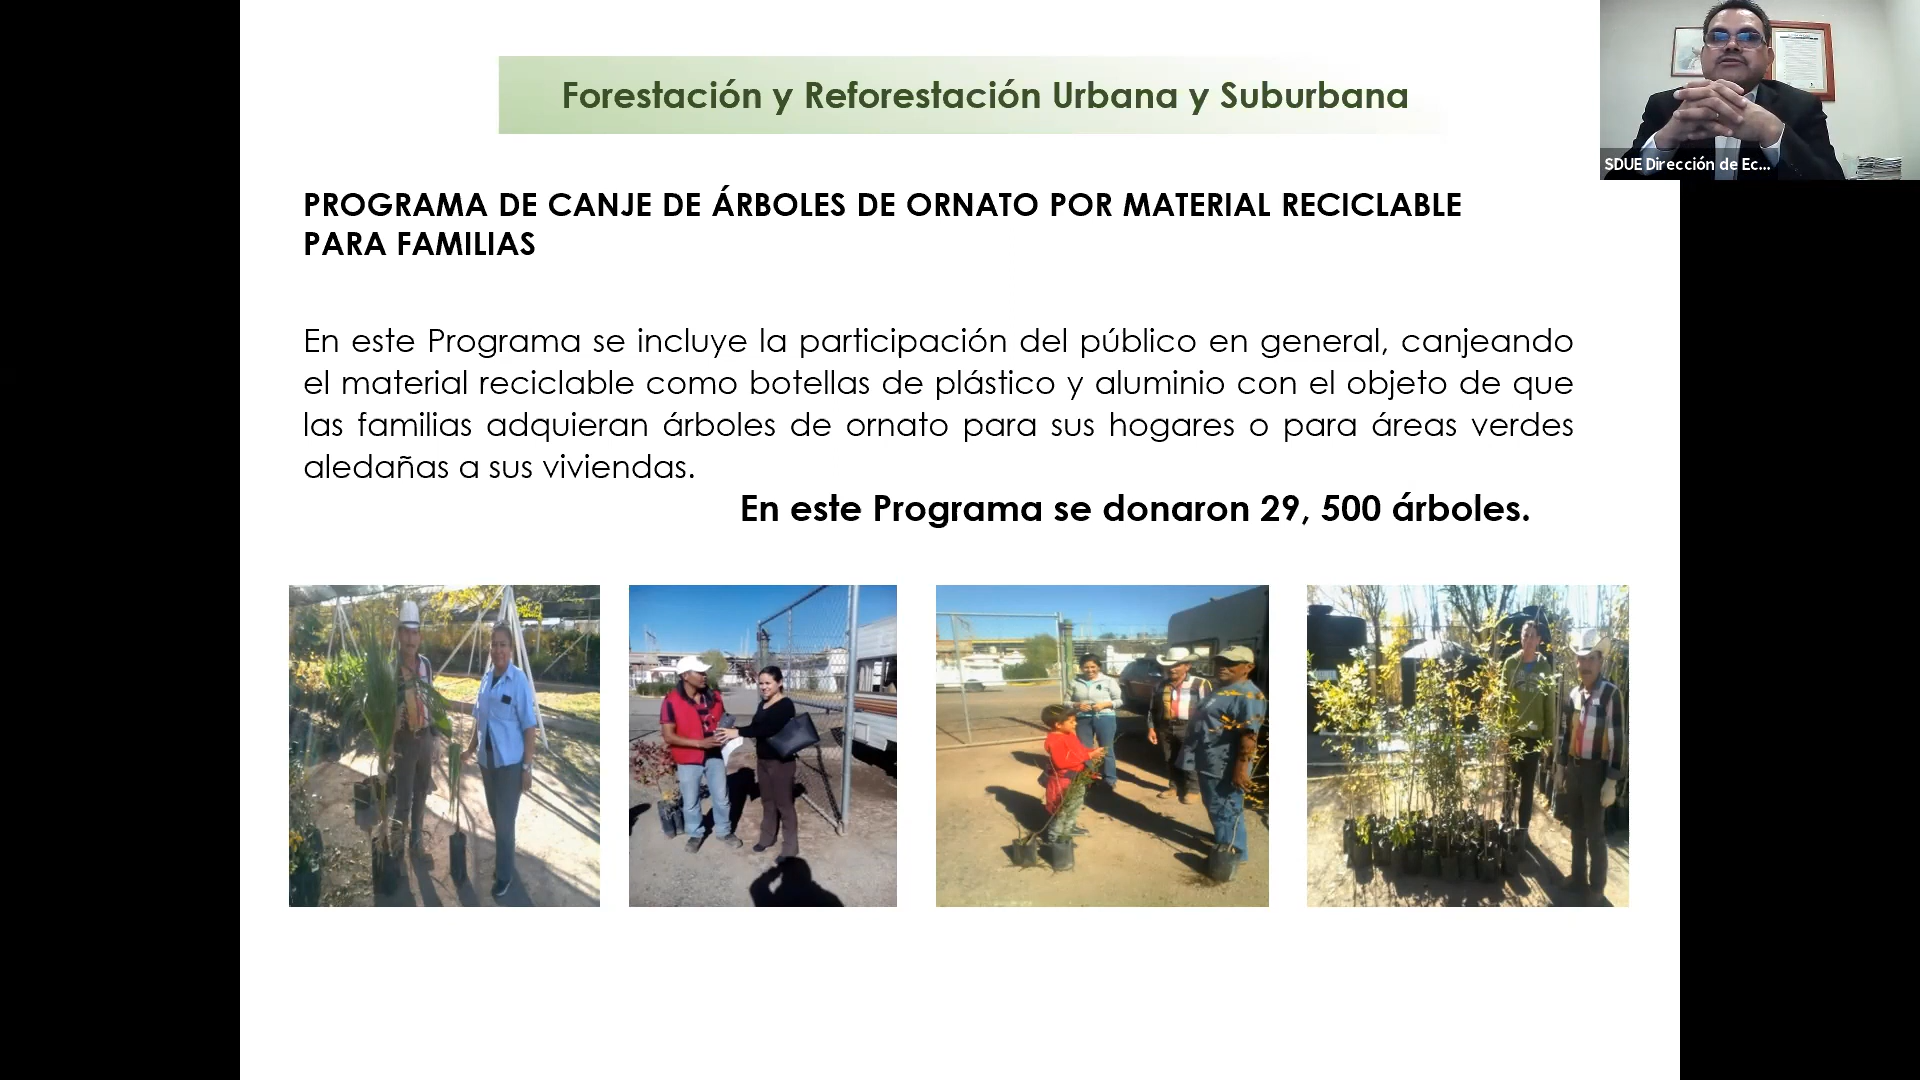 Forestación y Reforestación Urbana y Suburbana
SDUE Dirección de Ec...
PROGRAMA DE CANJE DE ÁRBOLES DE ORNATO POR MATERIAL RECICLABLE
PARA FAMILIAS
En este Programa se incluye la participación del público en general, canjeando
el material reciclable como botellas de plástico y aluminio con el objeto de que
las familias adquieran árboles de ornato para sus hogares o para áreas verdes
aledañas a sus viviendas.
En este Programa se donaron 29, 500 árboles.